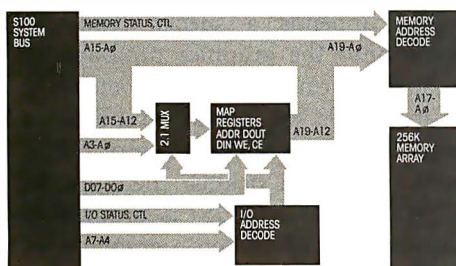 S100
SYSTEM
BUS
MEMORY STATUS, CTL
MEMORY
ADDRESS
DECODE
A15-Aø
A19-Aø
A15-A12
2,1 MUX
MAP
REGISTERS
ADDR DOUT
DIN WE, CE
A19-A12
A17-
Aø
A3-Aø
256K
MEMORY
ARRAY
D07-D0ø
I/O STATUS, CTL
I/O
ADDRESS
DECODE
A7-A4